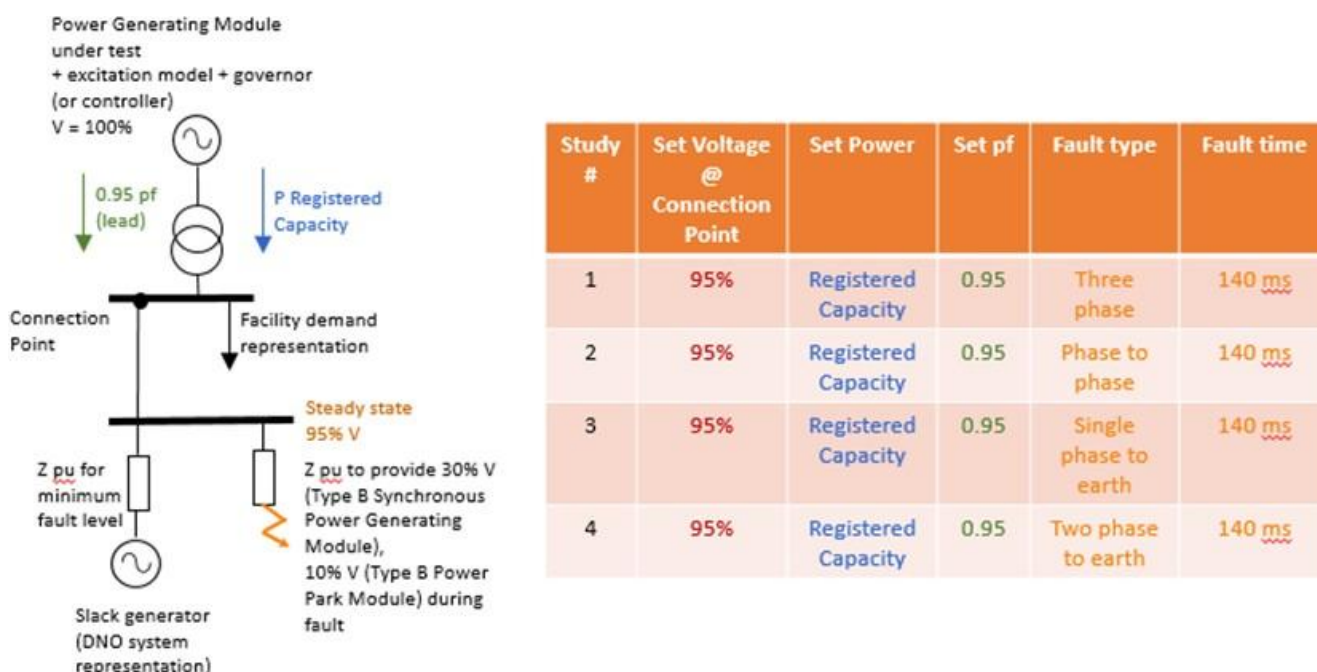 Power Generating Module
under test
+ excitation model + governor
(or controller)
V = 100%
0.95 pf
(lead)
P Registered
Capacity
Connection
Point
Facility demand
representation
Steady state
95% V
Z pu for
minimum
fault level
Z pu to provide 30% V
(Type B Synchronous
Power Generating
Module),
10% V (Type B Power
Park Module) during
fault
Slack generator
(DNO system
representation)
Study
#
Set Voltage
@
Connection
Point
Set Power
Set pf
Fault type
Fault time
1
95%
Registered
Capacity
0.95
Three
phase
140 ms
2
95%
Registered
Capacity
0.95
Phase to
phase
140 ms
3
95%
Registered
Capacity
0.95
Single
phase to
earth
140 ms
4
95%
Registered
Capacity
0.95
Two phase
to earth
140 ms